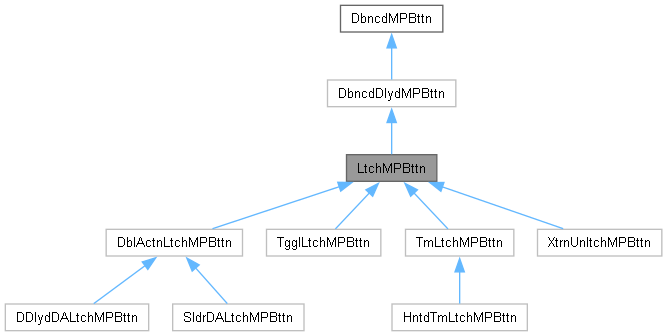 DbncdMPBttn
DbncdDlydMPBttn
LtchMPBttn
DblActnLtchMPBttn
TgglLtchMPBttn
TmLtchMPBttn
XtrnUnltchMPBttn
DDlydDALtchMPBttn
SldrDALtchMPBttn
HntdTmLtchMPBttn